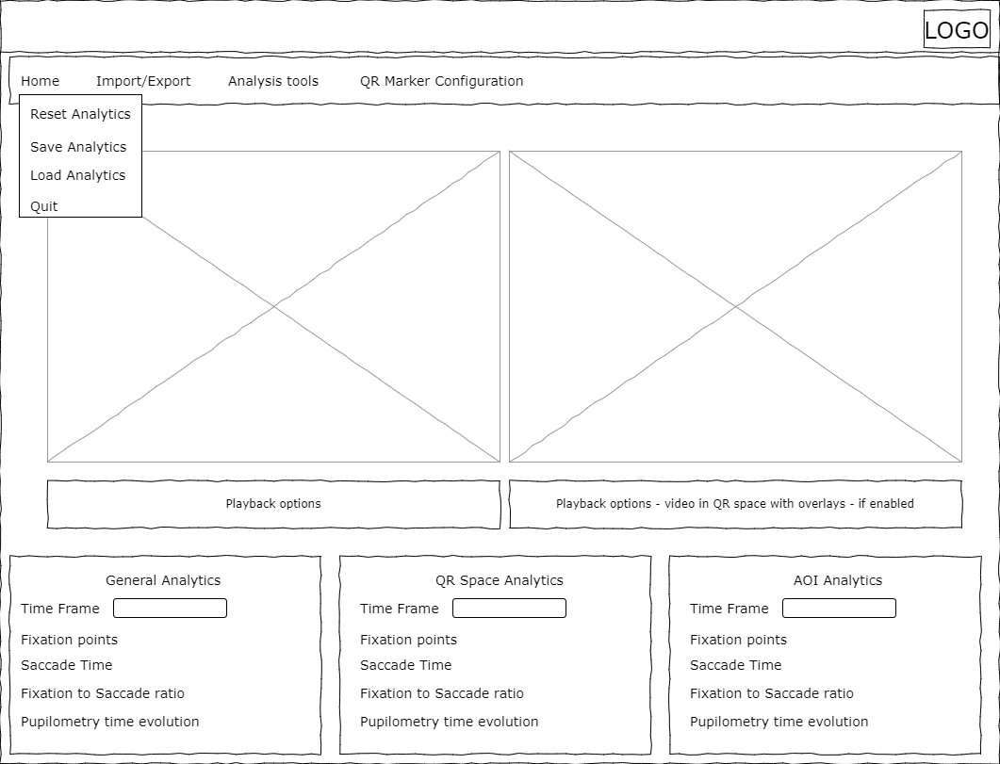 LOGO
Home Import/Export Analysis tools QR Marker Configuration
Reset Analytics
Save Analytics
Load Analytics
Quit
Playback options
Playback options - video in QR space with overlays - if enabled
General Analytics
Time Frame
Fixation points
Saccade Time
Fixation to Saccade ratio
Pupilometry time evolution
QR Space Analytics
Time Frame
Fixation points
Saccade Time
Fixation to Saccade ratio
Pupilometry time evolution
AOI Analytics
Time Frame
Fixation points
Saccade Time
Fixation to Saccade ratio
Pupilometry time evolution